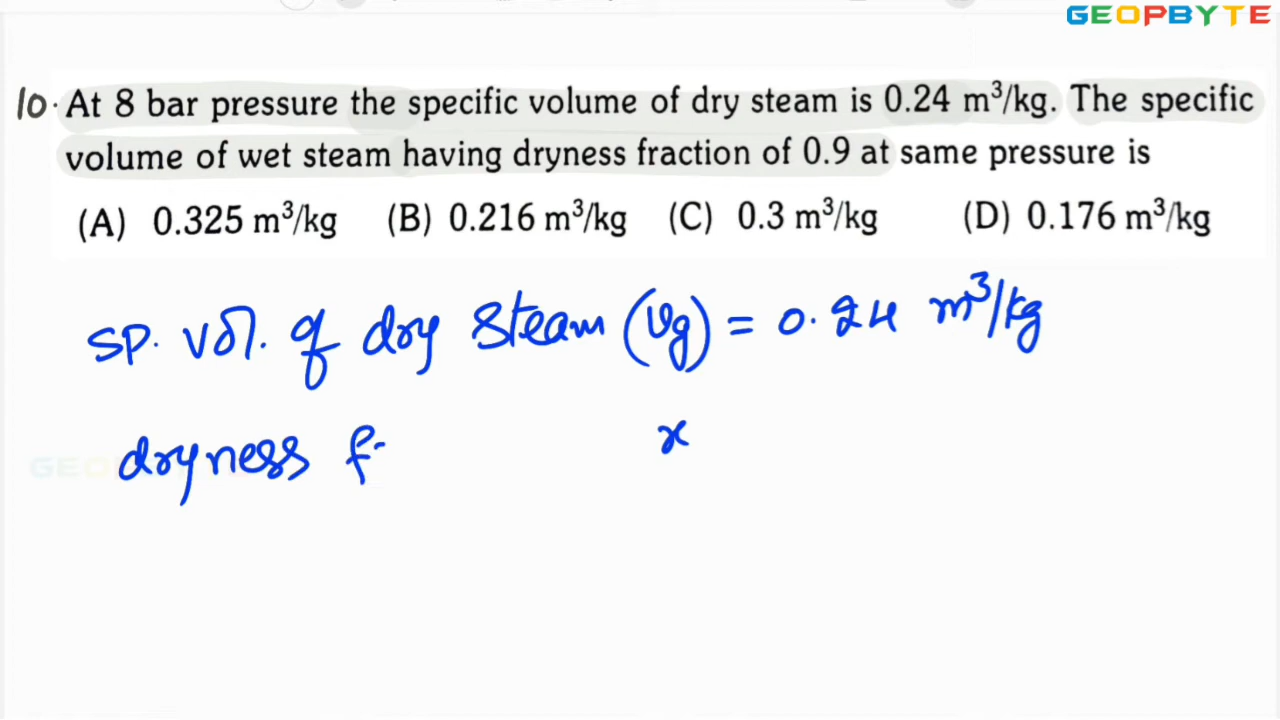 GEOPBYTE
10. At 8 bar pressure the specific volume of dry steam is 0.24 m³/kg. The specific
volume of wet steam having dryness fraction of 0.9 at same pressure is
(A) 0.325 m³/kg (B) 0.216 m³/kg (C) 0.3 m³/kg (D) 0.176 m³/kg
sp. vol. of dry steam (vg) = 0.24 m³/kg
dryness f x